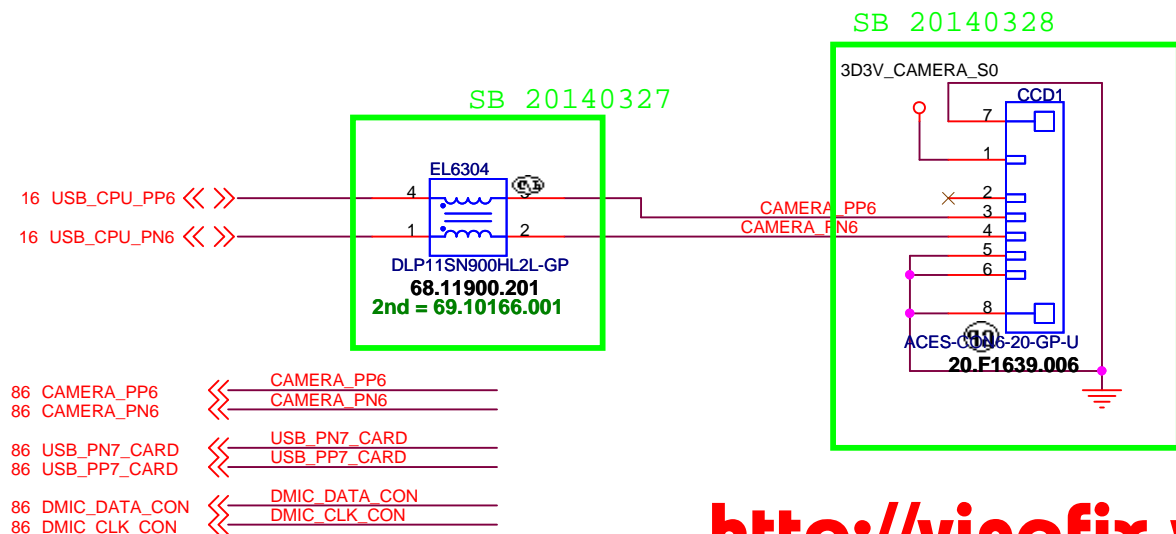 SB 20140328
3D3V_CAMERA_S0
CCD1
7
1
2
3
4
5
6
8
ACES-CON6-20-GP-U
20.F1639.006
SB 20140327
EL6304
16 USB_CPU_PP6
4
CAMERA_PP6
16 USB_CPU_PN6
1
2
CAMERA_PN6
DLP11SN900HL2L-GP
68.11900.201
2nd = 69.10166.001
86 CAMERA_PP6
CAMERA_PP6
86 CAMERA_PN6
CAMERA_PN6
86 USB_PN7_CARD
USB_PN7_CARD
86 USB_PP7_CARD
USB_PP7_CARD
86 DMIC_DATA_CON
DMIC_DATA_CON
86 DMIC_CLK_CON
DMIC_CLK_CON